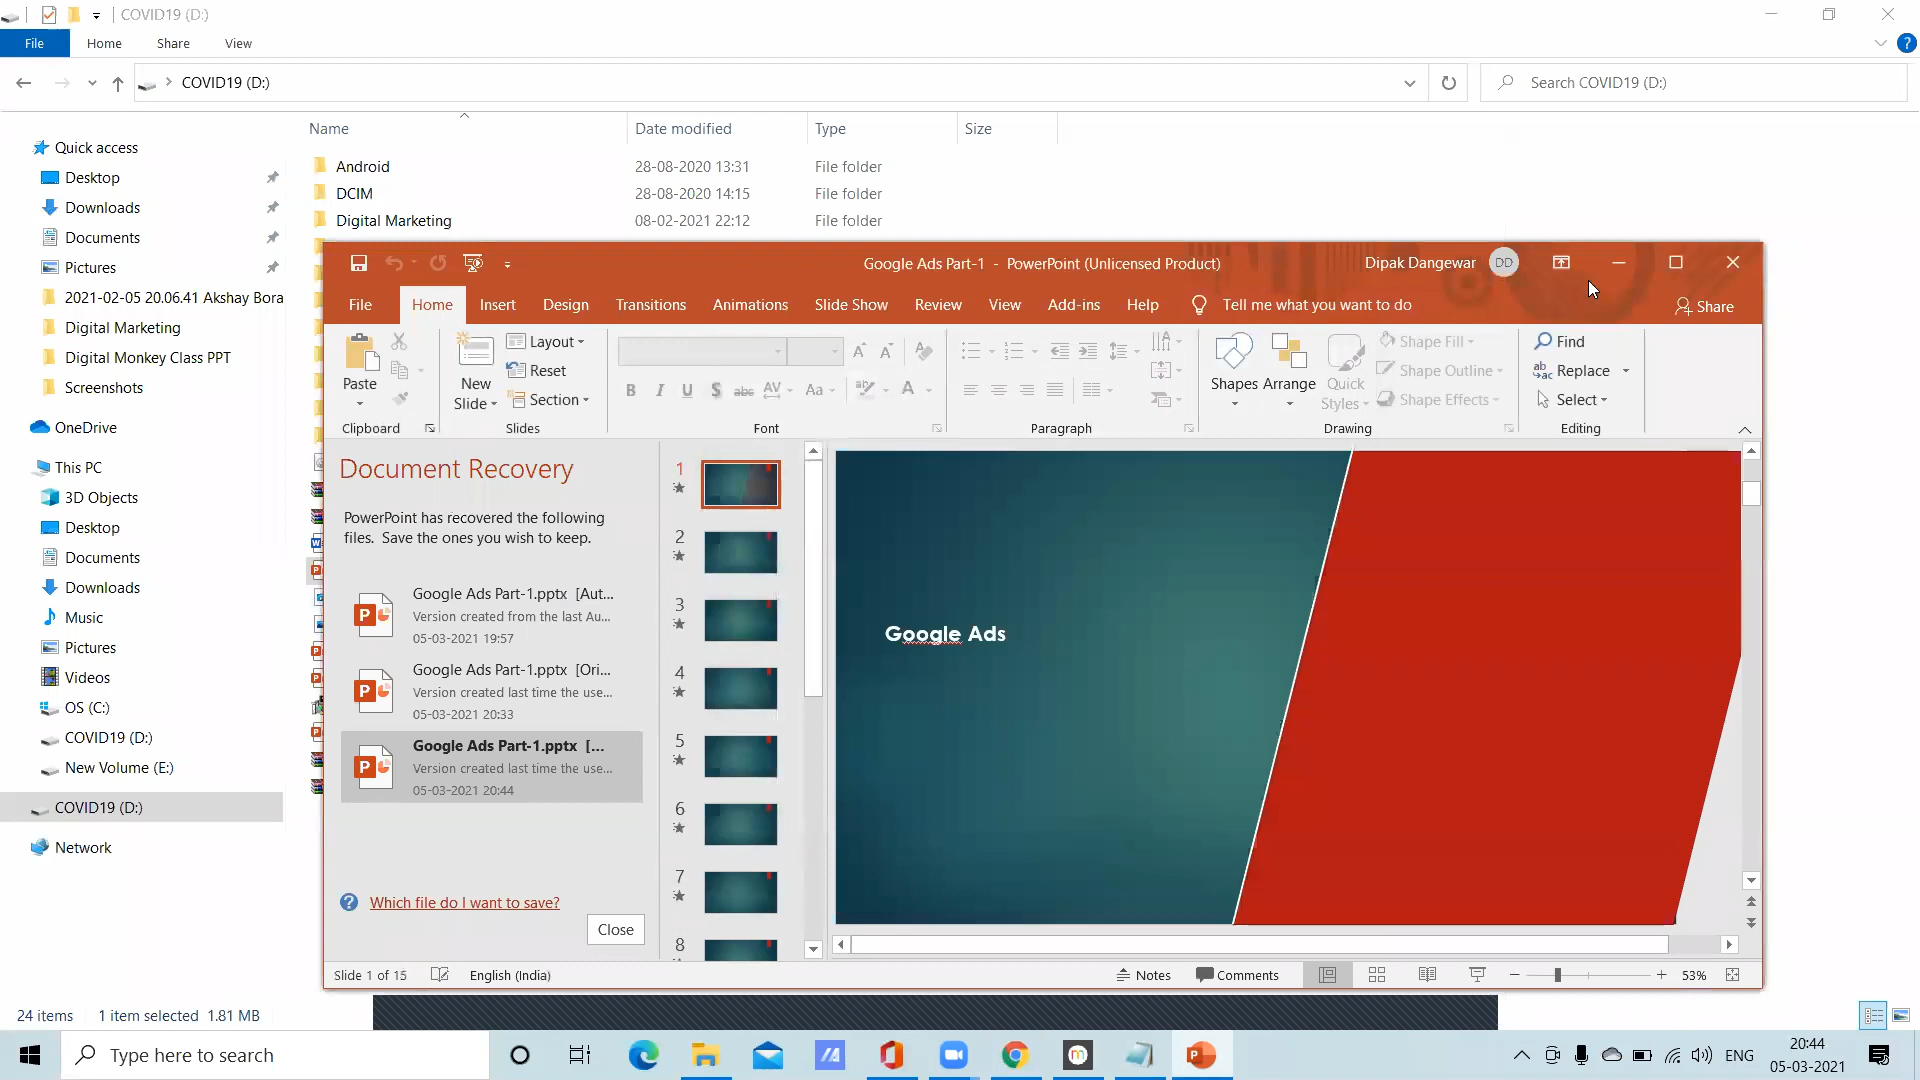 COVID19 (D:)
File
Home
Share
View
COVID19 (D:)
Search COVID19 (D:)
Name
Date modified
Type
Size
Quick access
Desktop
Downloads
Documents
Pictures
2021-02-05 20.06.41 Akshay Bora
Digital Marketing
Digital Monkey Class PPT
Screenshots
OneDrive
This PC
3D Objects
Desktop
Documents
Downloads
Music
Pictures
Videos
OS (C:)
COVID19 (D:)
New Volume (E:)
COVID19 (D:)
Network
Android 28-08-2020 13:31 File folder
DCIM 28-08-2020 14:15 File folder
Digital Marketing 08-02-2021 22:12 File folder
Google Ads Part-1 - PowerPoint (Unlicensed Product)
Dipak Dangewar DD
File Home Insert Design Transitions Animations Slide Show Review View Add-ins Help Tell me what you want to do
Share
Paste
Clipboard
New
Slide
Layout
Reset
Section
Slides
B I U S abc AV Aa A
Font
Paragraph
Shapes
Arrange
Quick
Styles
Shape Fill
Shape Outline
Shape Effects
Drawing
Find
Replace
Select
Editing
Document Recovery
PowerPoint has recovered the following
files. Save the ones you wish to keep.
Google Ads Part-1.pptx [Aut...
Version created from the last Au...
05-03-2021 19:57
Google Ads Part-1.pptx [Ori...
Version created last time the use...
05-03-2021 20:33
Google Ads Part-1.pptx [...
Version created last time the use...
05-03-2021 20:44
Which file do I want to save?
Close
1
2
3
4
5
6
7
8
Google Ads
Slide 1 of 15
English (India)
Notes
Comments
53%
24 items
1 item selected 1.81 MB
Type here to search
ENG
20:44
05-03-2021